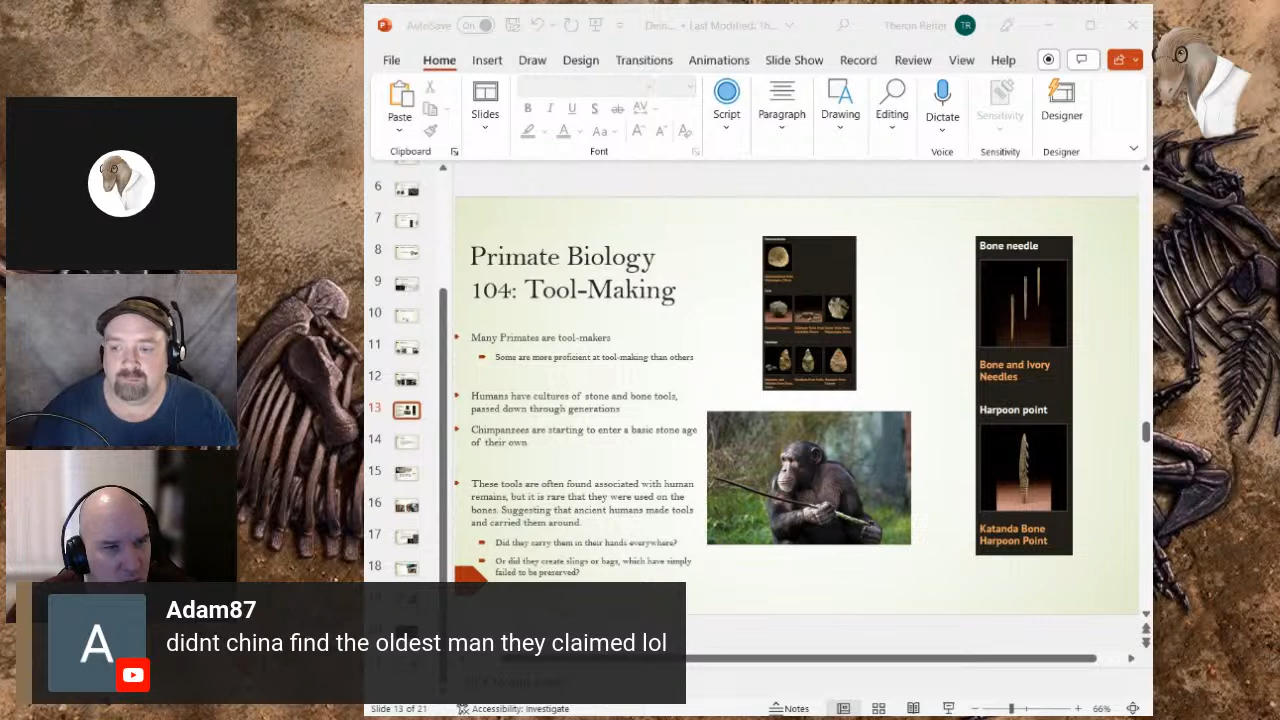 AutoSave
On
Last Modified: Th...
Theron Reiter
TR
File
Home
Insert
Draw
Design
Transitions
Animations
Slide Show
Record
Review
View
Help
Paste
Slides
Script
Paragraph
Drawing
Editing
Dictate
Sensitivity
Designer
Clipboard
Font
Voice
Sensitivity
Designer
6
7
8
9
10
11
12
13
14
15
16
17
18
Primate Biology
104: Tool-Making
Many Primates are tool-makers
Some are more proficient at tool-making than others
Humans have cultures of stone and bone tools,
passed down through generations
Chimpanzees are starting to enter a basic stone age
of their own
These tools are often found associated with human
remains, but it is rare that they were used on the
bones. Suggesting that ancient humans made tools
and carried them around.
Did they carry them in their hands everywhere?
Or did they create slings or bags, which have simply
failed to be preserved?
Bone needle
Bone and Ivory
Needles
Harpoon point
Katanda Bone
Harpoon Point
A
Adam87
didnt china find the oldest man they claimed lol
Slide 13 of 21
Accessibility: Investigate
Notes
66%